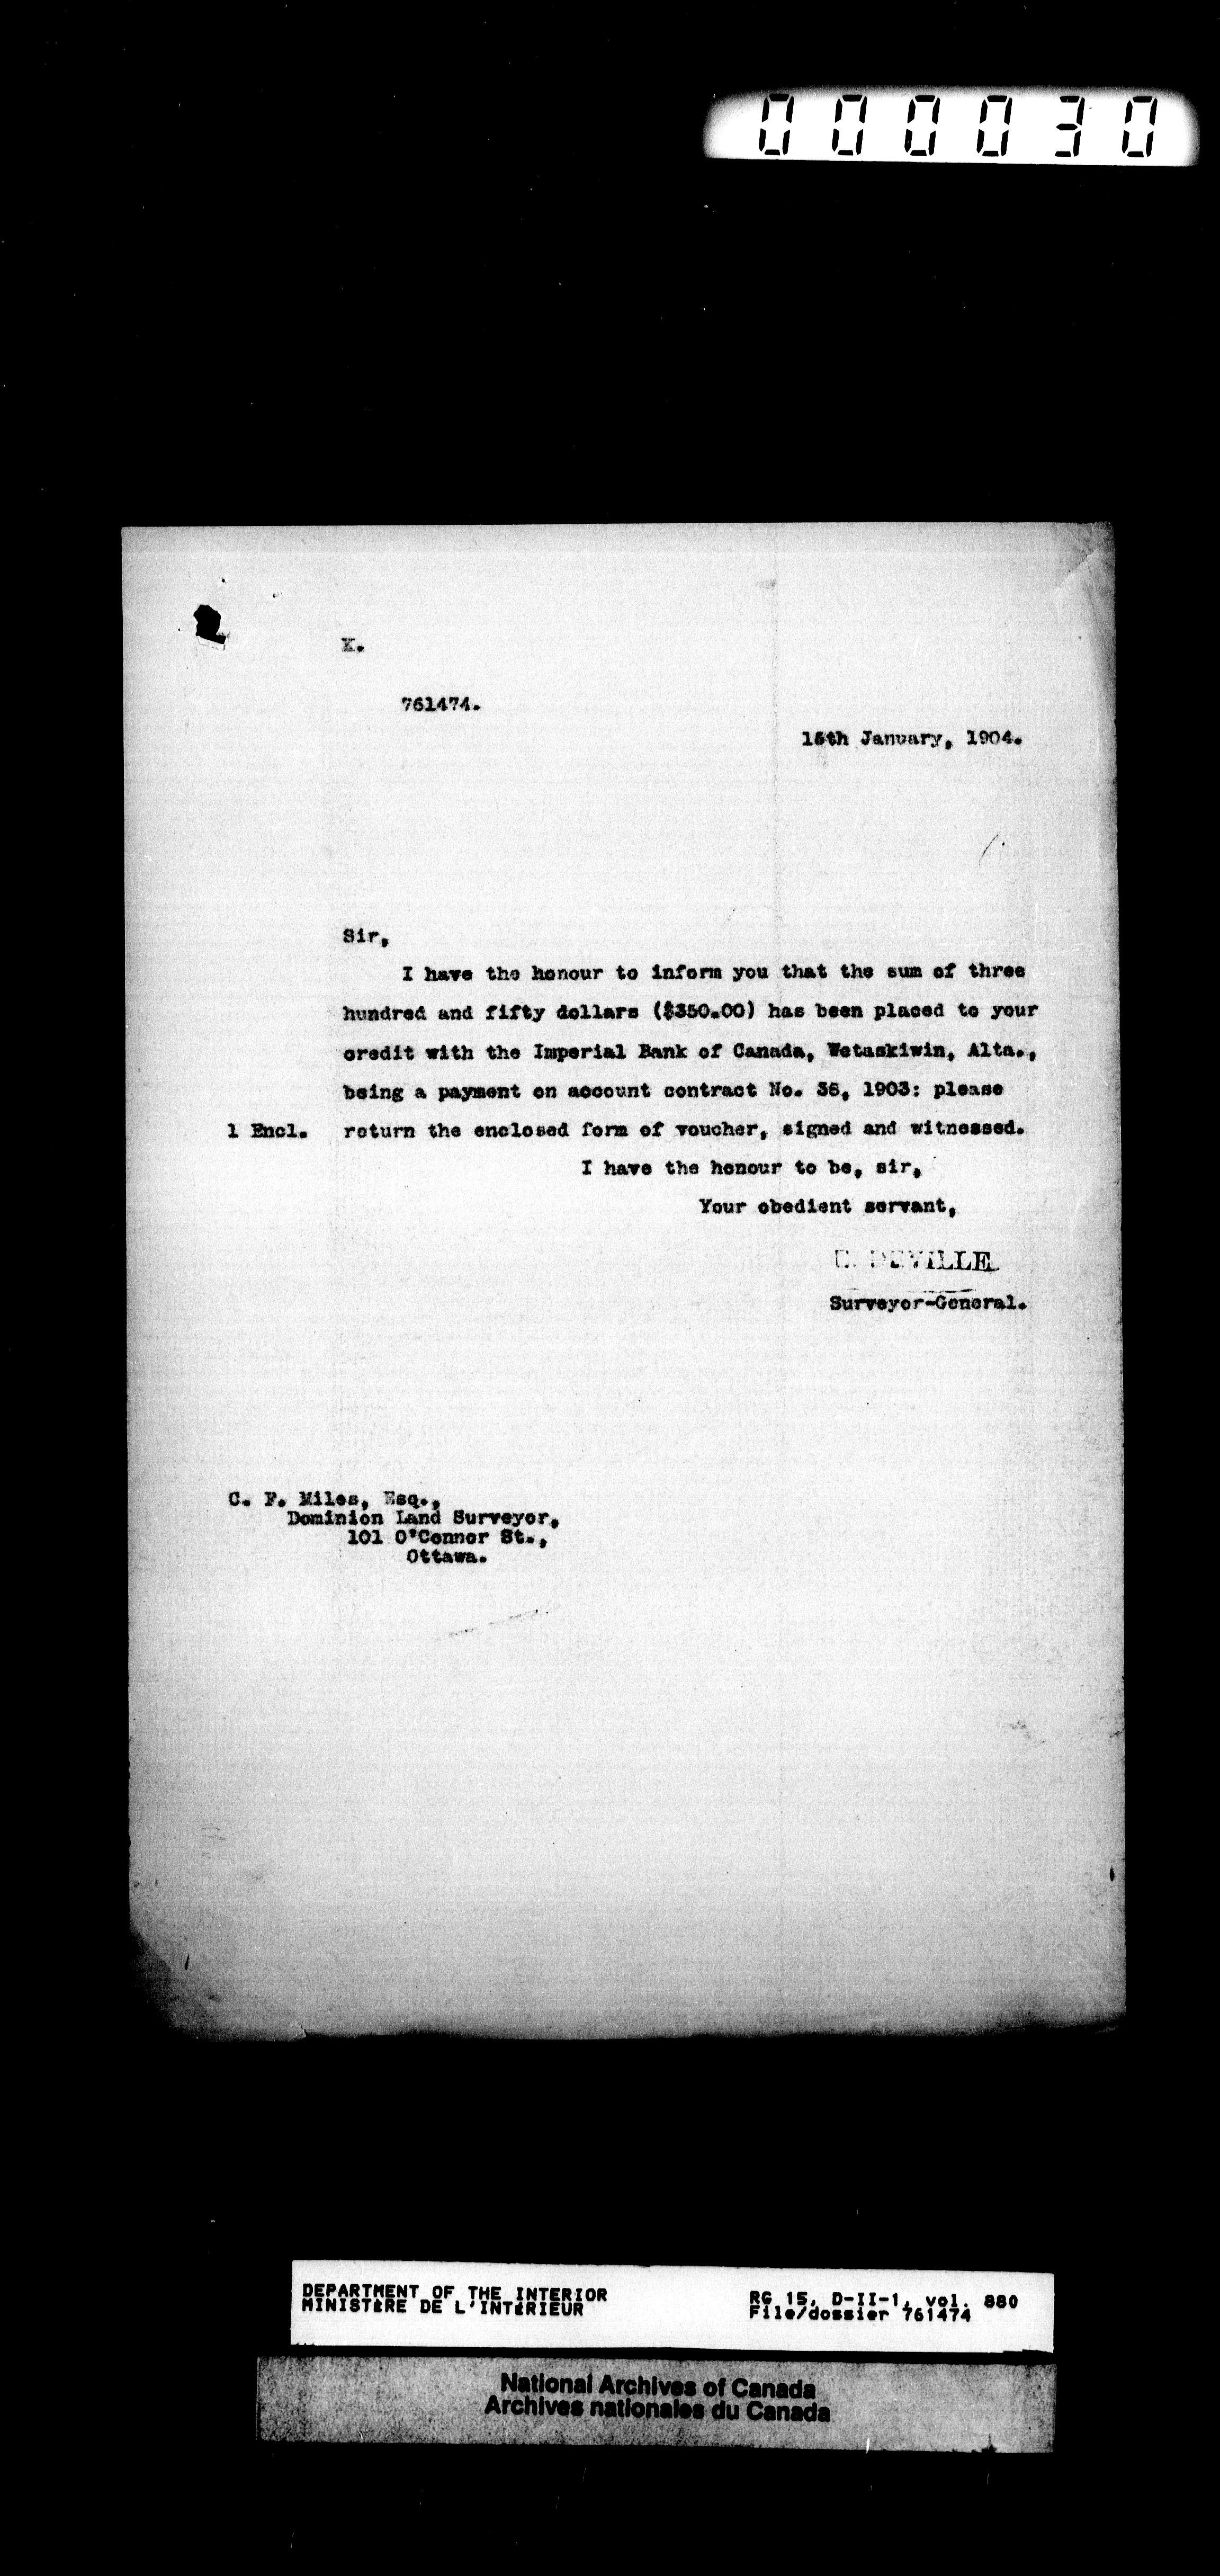 000030
K.
761474.
15th January, 1904.
Sir,
I have the honour to inform you that the sum of three
hundred and fifty dollars ($350.00) has been placed to your
credit with the Imperial Bank of Canada, Wetaskiwin, Alta.,
being a payment on account contract No. 36, 1903: please
1 Encl. return the enclosed form of voucher, signed and witnessed.
I have the honour to be, sir,
Your obedient servant,
E. DEVILLE
Surveyor-General.
C. F. Miles, Esq.,
Dominion Land Surveyor,
101 O'Connor St.,
Ottawa.
DEPARTMENT OF THE INTERIOR
MINISTÈRE DE L'INTÉRIEUR
RG 15, D-II-1, vol. 880
File/dossier 761474
National Archives of Canada
Archives nationales du Canada